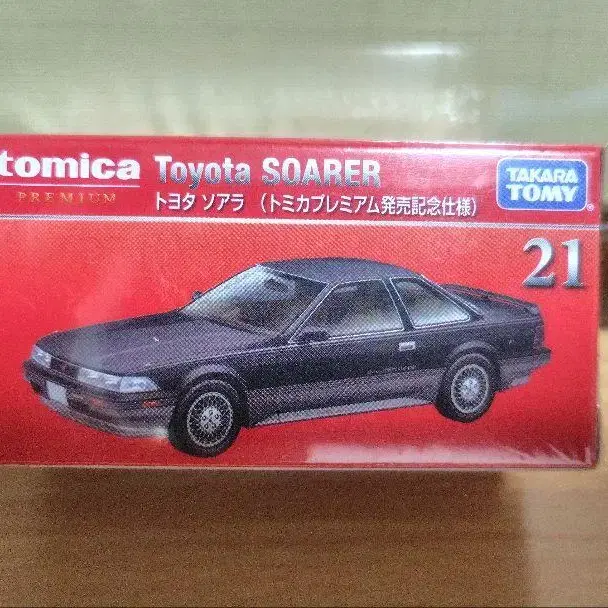 tomica
PREMIUM
Toyota SOARER
トヨタ ソアラ （トミカプレミアム発売記念仕様）
TAKARA
TOMY®
21